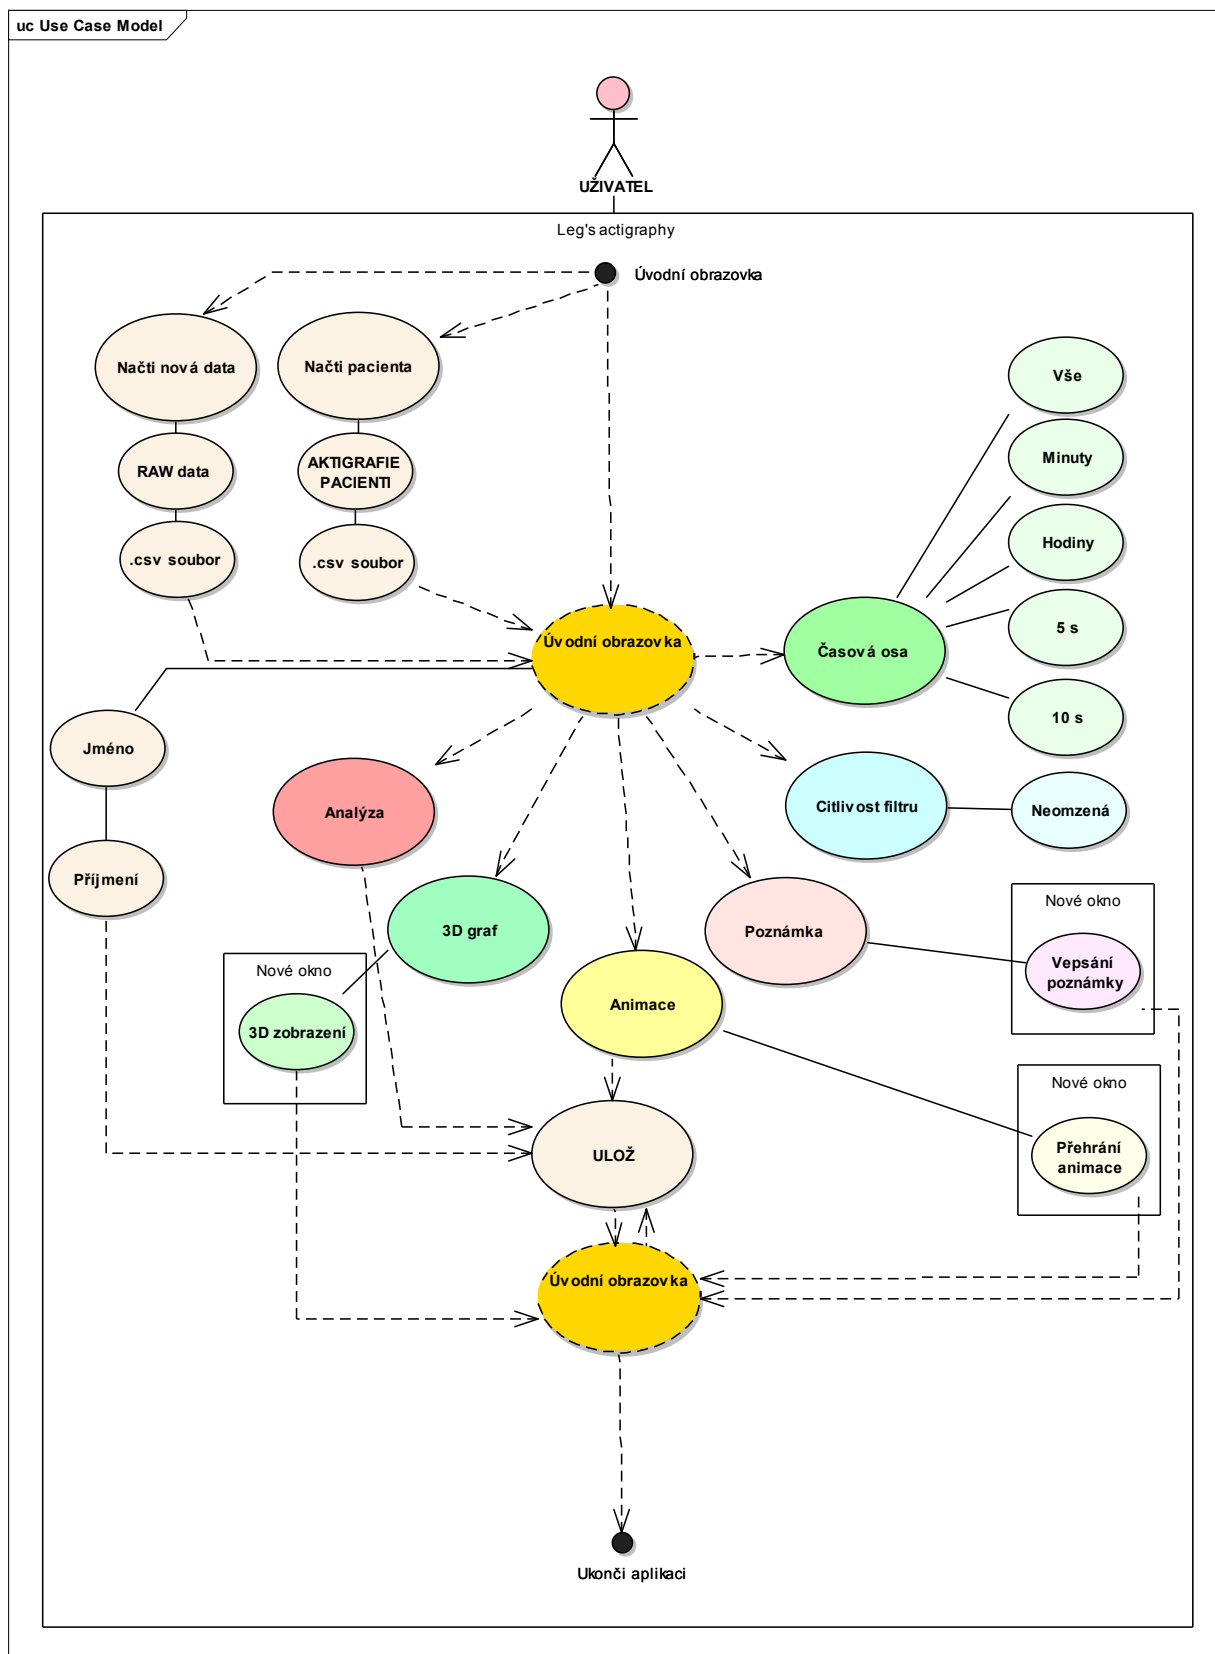 uc Use Case Model
UŽIVATEL
Leg's actigraphy
Úvodní obrazovka
Načti nová data
Načti pacienta
Vše
Minuty
RAW data
AKTIGRAFIE
PACIENTI
Hodiny
.csv soubor
.csv soubor
5 s
Úvodní obrazovka
Časová osa
10 s
Jméno
Analýza
Citlivost filtru
Neomzená
Příjmení
3D graf
Poznámka
Nové okno
Vepsání
poznámky
Nové okno
3D zobrazení
Animace
Nové okno
Přehrání
animace
ULOŽ
Úvodní obrazovka
Ukonči aplikaci